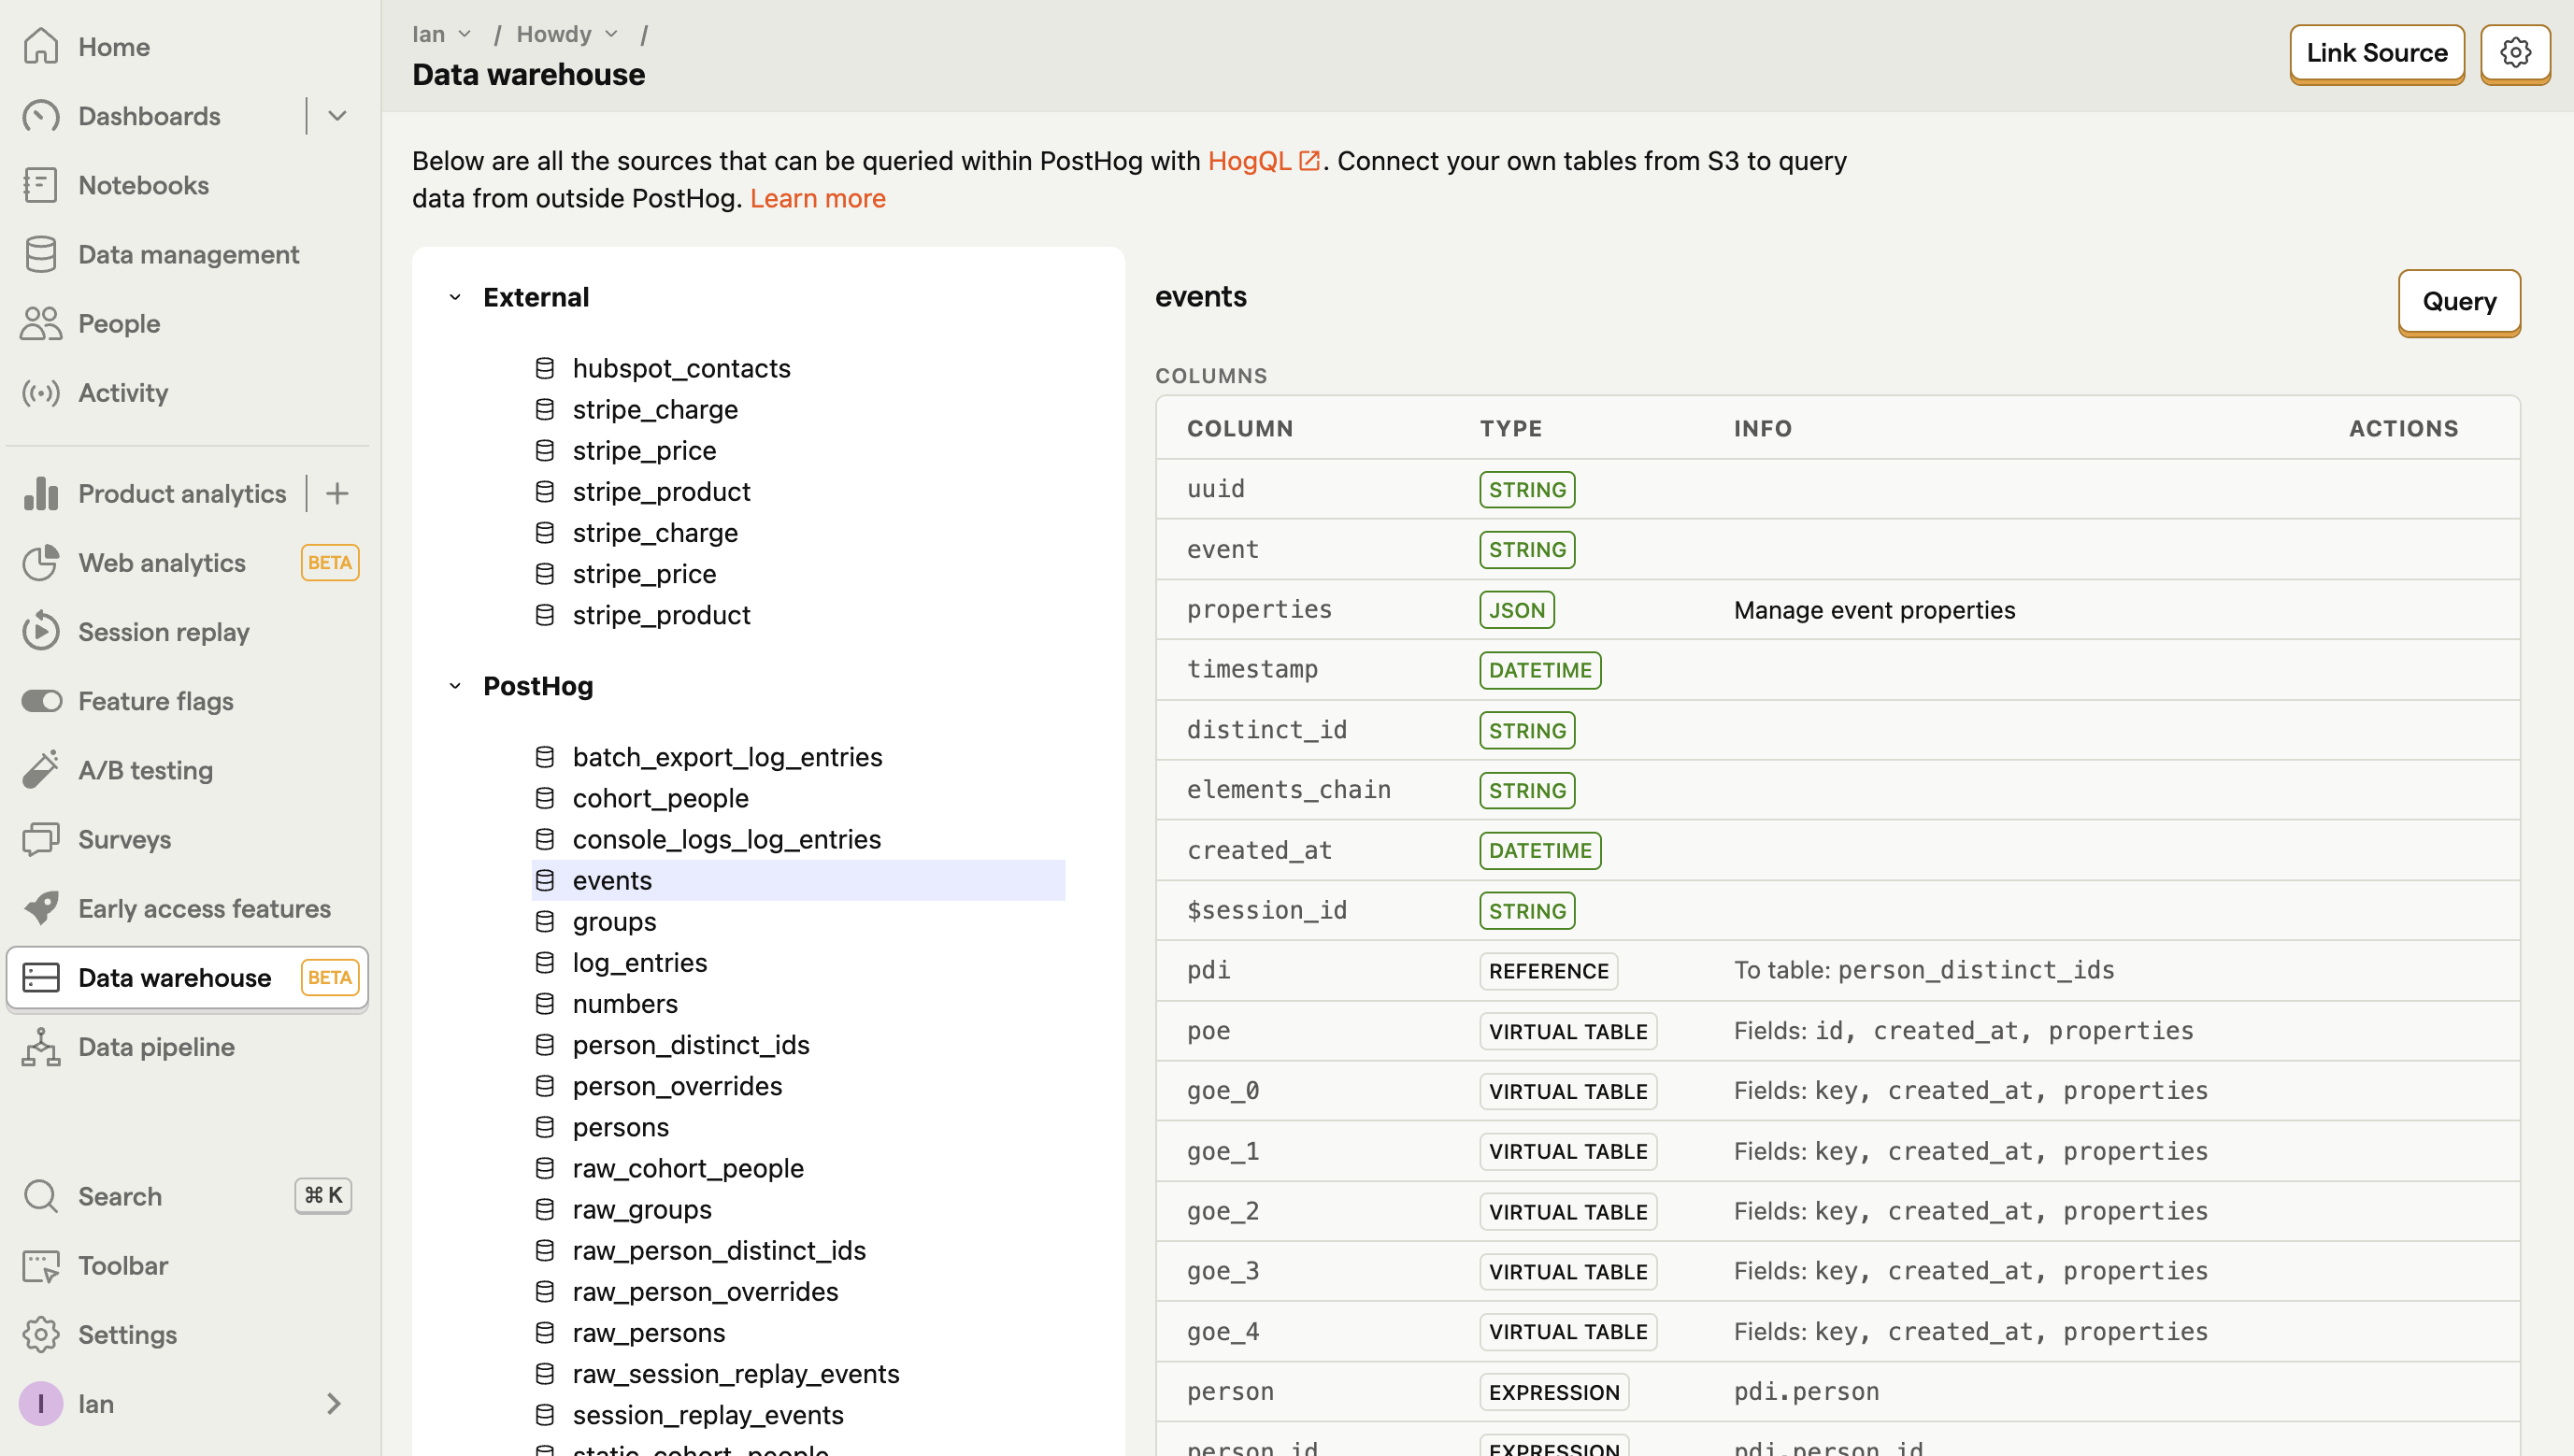 Home
Dashboards
Notebooks
Data management
People
Activity
Product analytics
Web analytics BETA
Session replay
Feature flags
A/B testing
Surveys
Early access features
Data warehouse BETA
Data pipeline
Search ⌘ K
Toolbar
Settings
I Ian
Ian / Howdy /
Data warehouse
Link Source
Below are all the sources that can be queried within PostHog with HogQL. Connect your own tables from S3 to query
data from outside PostHog. Learn more
External
hubspot_contacts
stripe_charge
stripe_price
stripe_product
stripe_charge
stripe_price
stripe_product
PostHog
batch_export_log_entries
cohort_people
console_logs_log_entries
events
groups
log_entries
numbers
person_distinct_ids
person_overrides
persons
raw_cohort_people
raw_groups
raw_person_distinct_ids
raw_person_overrides
raw_persons
raw_session_replay_events
session_replay_events
static_cohort_people
events
Query
COLUMNS
COLUMN TYPE INFO ACTIONS
uuid STRING
event STRING
properties JSON Manage event properties
timestamp DATETIME
distinct_id STRING
elements_chain STRING
created_at DATETIME
$session_id STRING
pdi REFERENCE To table: person_distinct_ids
poe VIRTUAL TABLE Fields: id, created_at, properties
goe_0 VIRTUAL TABLE Fields: key, created_at, properties
goe_1 VIRTUAL TABLE Fields: key, created_at, properties
goe_2 VIRTUAL TABLE Fields: key, created_at, properties
goe_3 VIRTUAL TABLE Fields: key, created_at, properties
goe_4 VIRTUAL TABLE Fields: key, created_at, properties
person EXPRESSION pdi.person
person_id EXPRESSION pdi.person_id